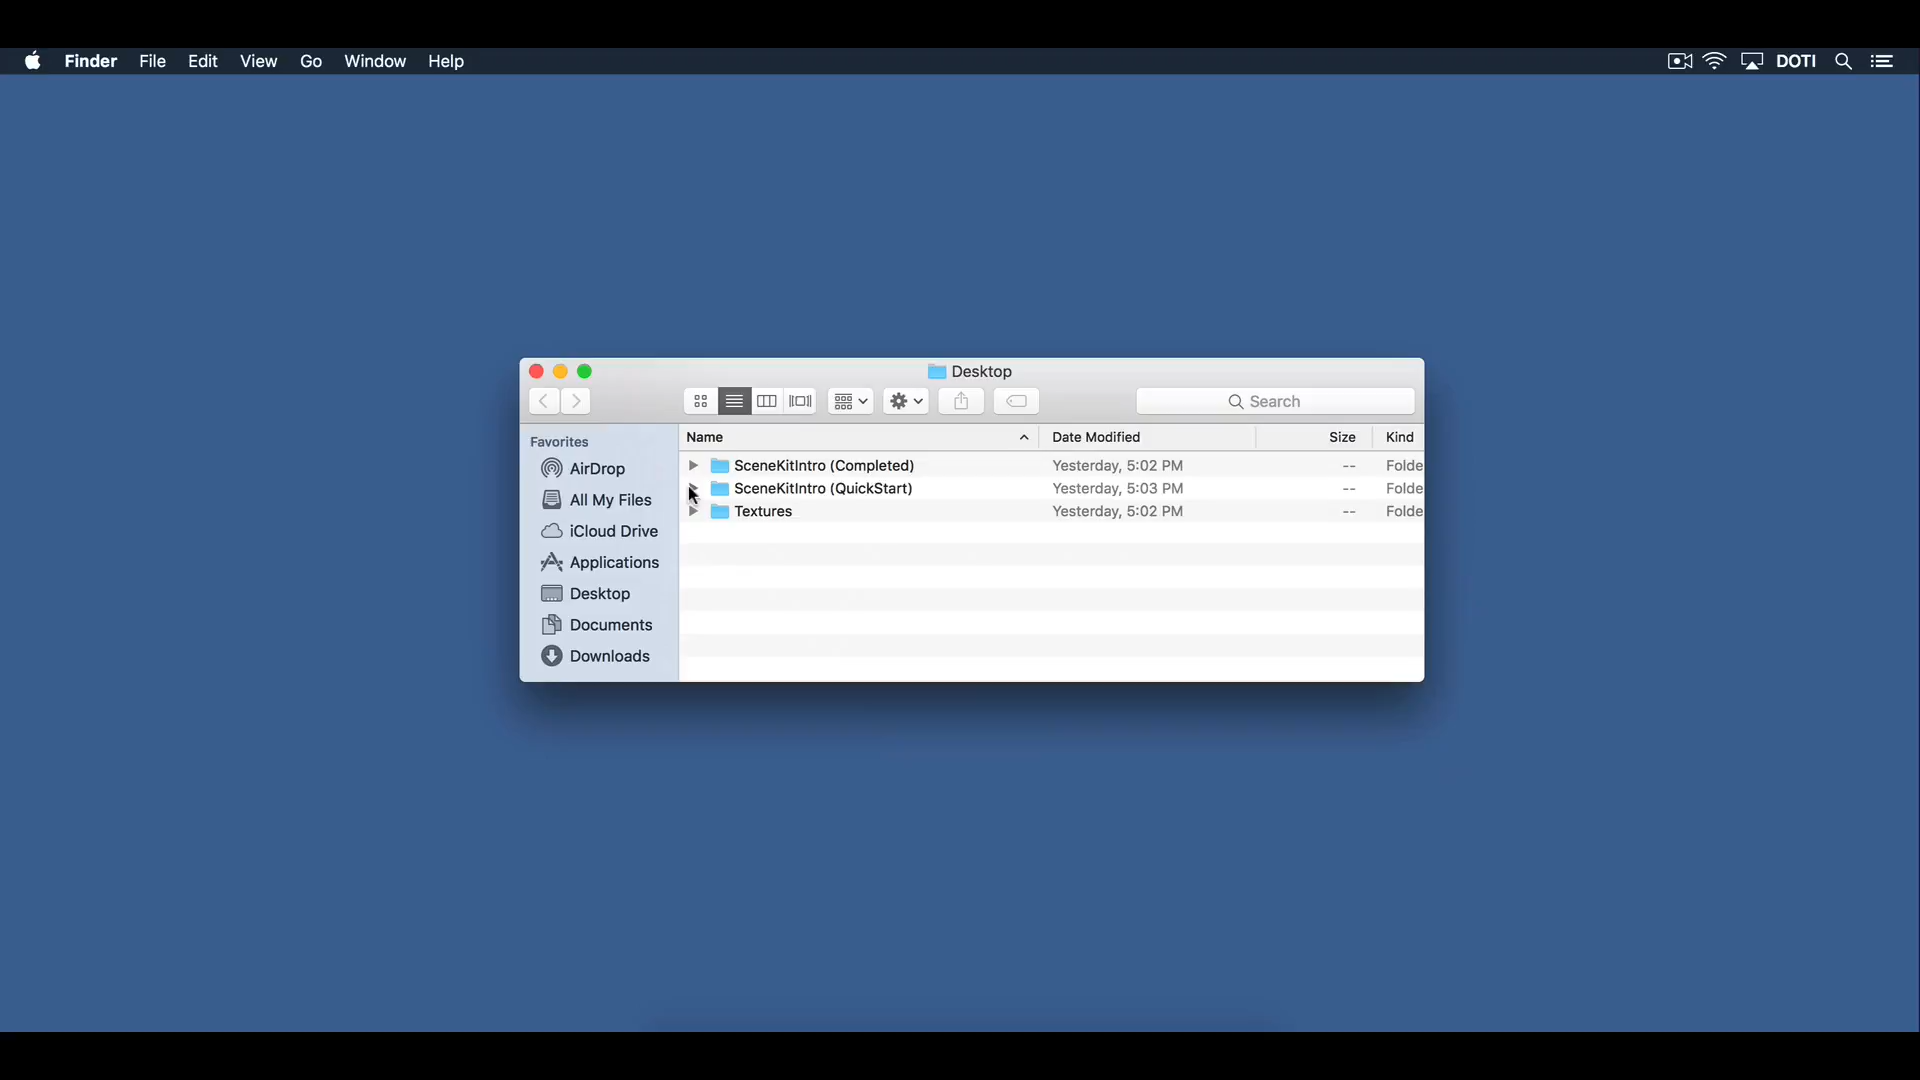 Finder File Edit View Go Window Help DOTI
Desktop
Search
Favorites
AirDrop
All My Files
iCloud Drive
Applications
Desktop
Documents
Downloads
Name Date Modified Size Kind
SceneKitIntro (Completed) Yesterday, 5:02 PM -- Folde
SceneKitIntro (QuickStart) Yesterday, 5:03 PM -- Folde
Textures Yesterday, 5:02 PM -- Folde